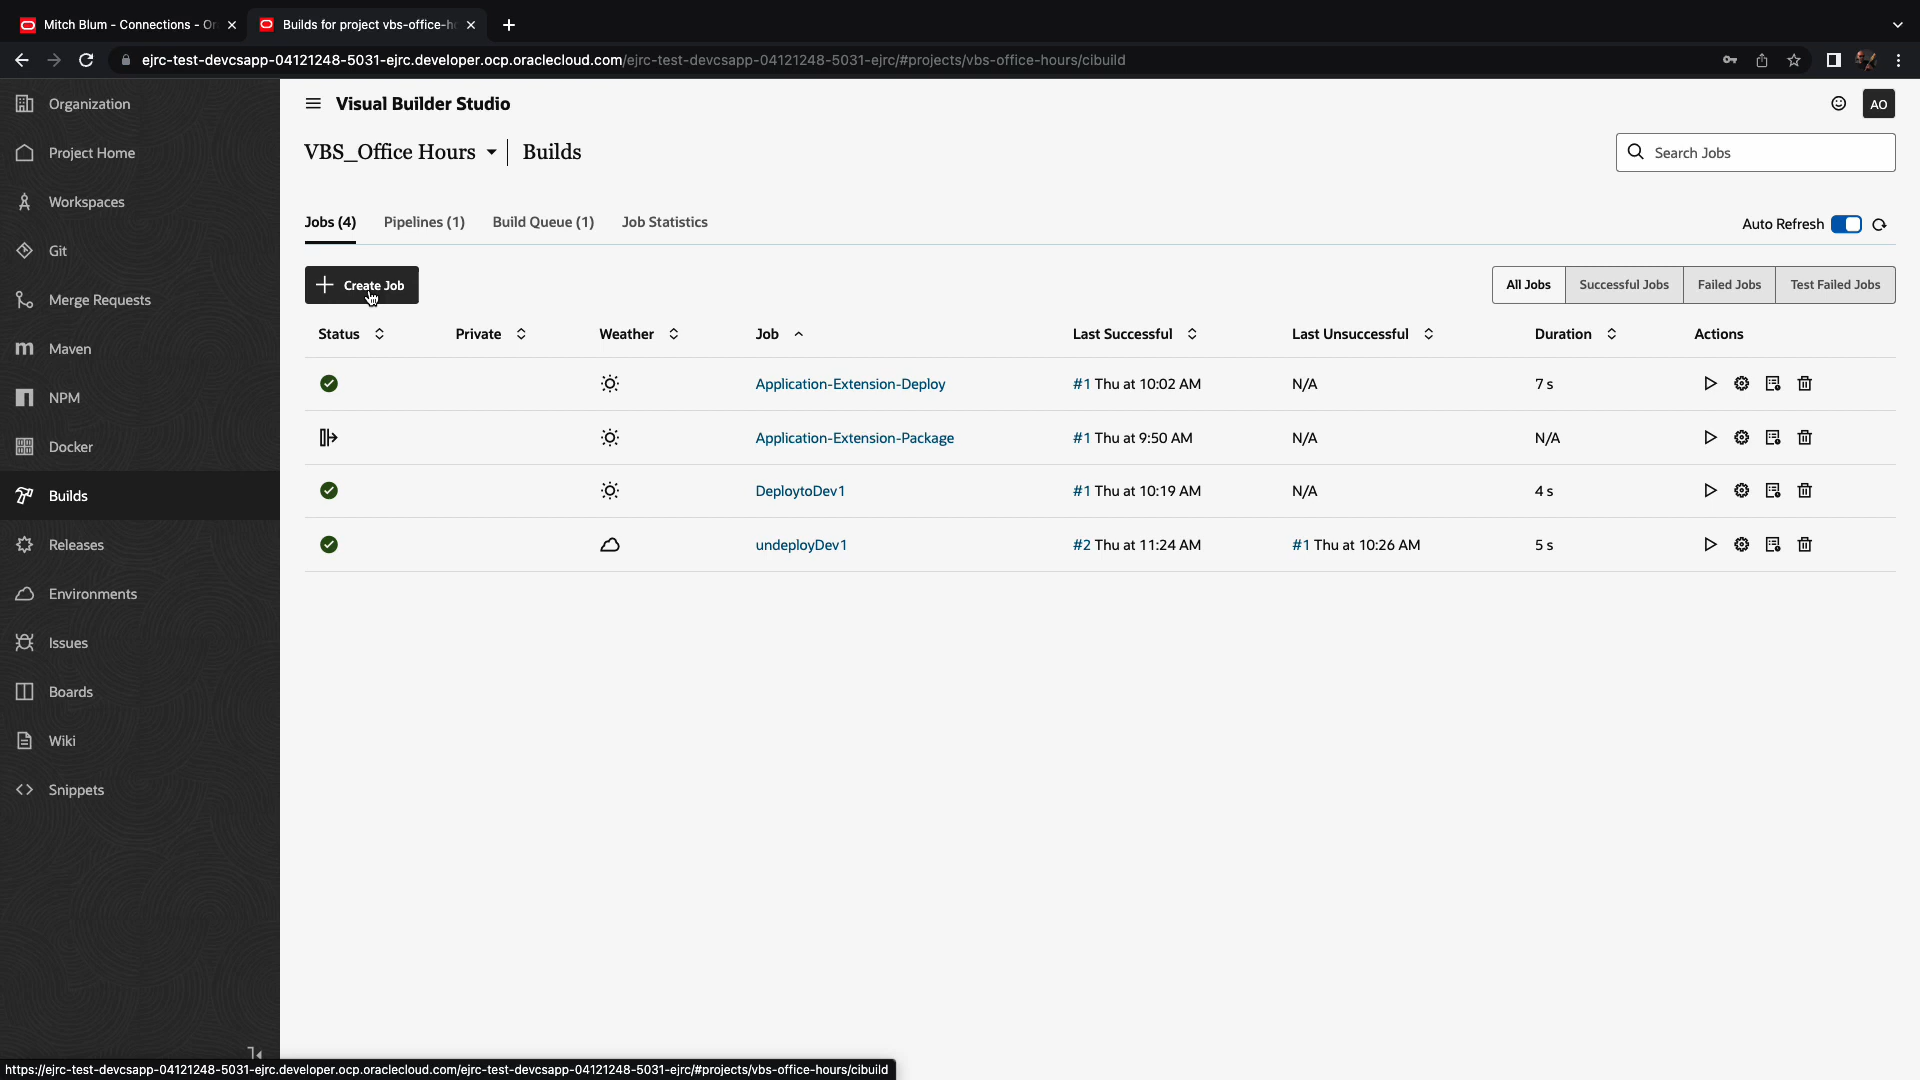 Mitch Blum - Connections - Or
Builds for project vbs-office-ho
ejrc-test-devcsapp-04121248-5031-ejrc.developer.ocp.oraclecloud.com/ejrc-test-devcsapp-04121248-5031-ejrc/#projects/vbs-office-hours/cibuild
Organization
Project Home
Workspaces
Git
Merge Requests
Maven
NPM
Docker
Builds
Releases
Environments
Issues
Boards
Wiki
Snippets
Visual Builder Studio
AO
VBS_Office Hours
Builds
Search Jobs
Jobs (4)
Pipelines (1)
Build Queue (1)
Job Statistics
Auto Refresh
Create Job
All Jobs
Successful Jobs
Failed Jobs
Test Failed Jobs
Status Private Weather Job Last Successful Last Unsuccessful Duration Actions
Application-Extension-Deploy #1 Thu at 10:02 AM N/A 7 s
Application-Extension-Package #1 Thu at 9:50 AM N/A N/A
DeploytoDev1 #1 Thu at 10:19 AM N/A 4 s
undeployDev1 #2 Thu at 11:24 AM #1 Thu at 10:26 AM 5 s
https://ejrc-test-devcsapp-04121248-5031-ejrc.developer.ocp.oraclecloud.com/ejrc-test-devcsapp-04121248-5031-ejrc/#projects/vbs-office-hours/cibuild